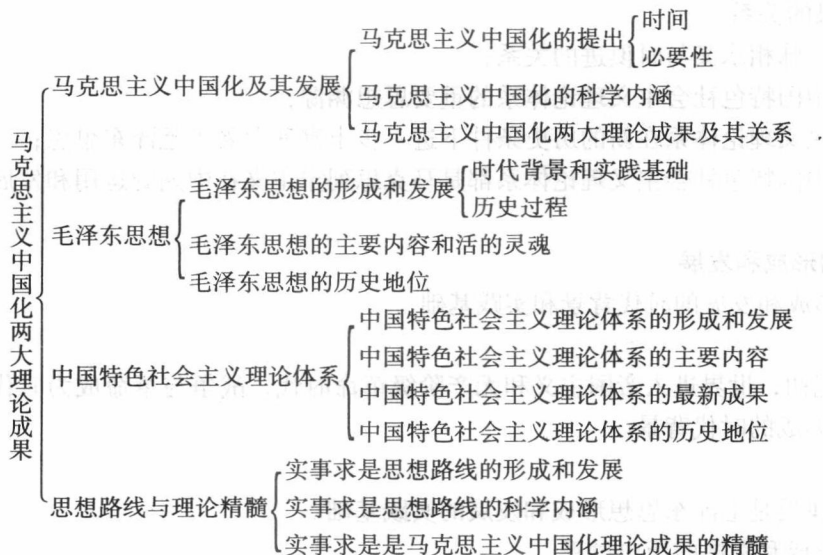 马克思主义中国化两大理论成果
马克思主义中国化及其发展
马克思主义中国化的提出
时间
必要性
马克思主义中国化的科学内涵
马克思主义中国化两大理论成果及其关系
毛泽东思想
毛泽东思想的形成和发展
时代背景和实践基础
历史过程
毛泽东思想的主要内容和活的灵魂
毛泽东思想的历史地位
中国特色社会主义理论体系
中国特色社会主义理论体系的形成和发展
中国特色社会主义理论体系的主要内容
中国特色社会主义理论体系的最新成果
中国特色社会主义理论体系的历史地位
思想路线与理论精髓
实事求是思想路线的形成和发展
实事求是思想路线的科学内涵
实事求是是马克思主义中国化理论成果的精髓